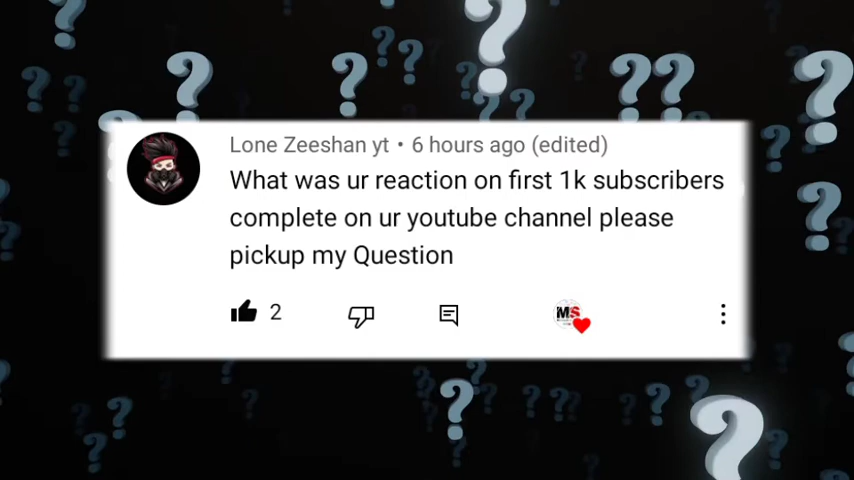 Lone Zeeshan yt • 6 hours ago (edited)
What was ur reaction on first 1k subscribers
complete on ur youtube channel please
pickup my Question
2
MS